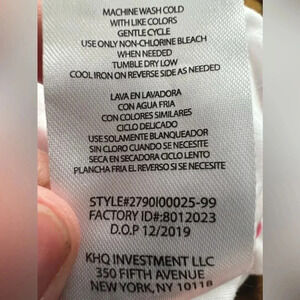 MACHINE WASH COLD
WITH LIKE COLORS
GENTLE CYCLE
USE ONLY NON-CHLORINE BLEACH
WHEN NEEDED
TUMBLE DRY LOW
COOL IRON ON REVERSE SIDE AS NEEDED
LAVA EN LAVADORA
CON AGUA FRIA
CON COLORES SIMILARES
CICLO DELICADO
USE SOLAMENTE BLANQUEADOR
SIN CLORO CUANDO SE NECESITE
SECA EN SECADORA CICLO LENTO
PLANCHA FRIA EL REVERSO SI SE NECESITE
STYLE#2790I00025-99
FACTORY ID#:8012023
D.O.P 12/2019
KHQ INVESTMENT LLC
350 FIFTH AVENUE
NEW YORK, NY 10118